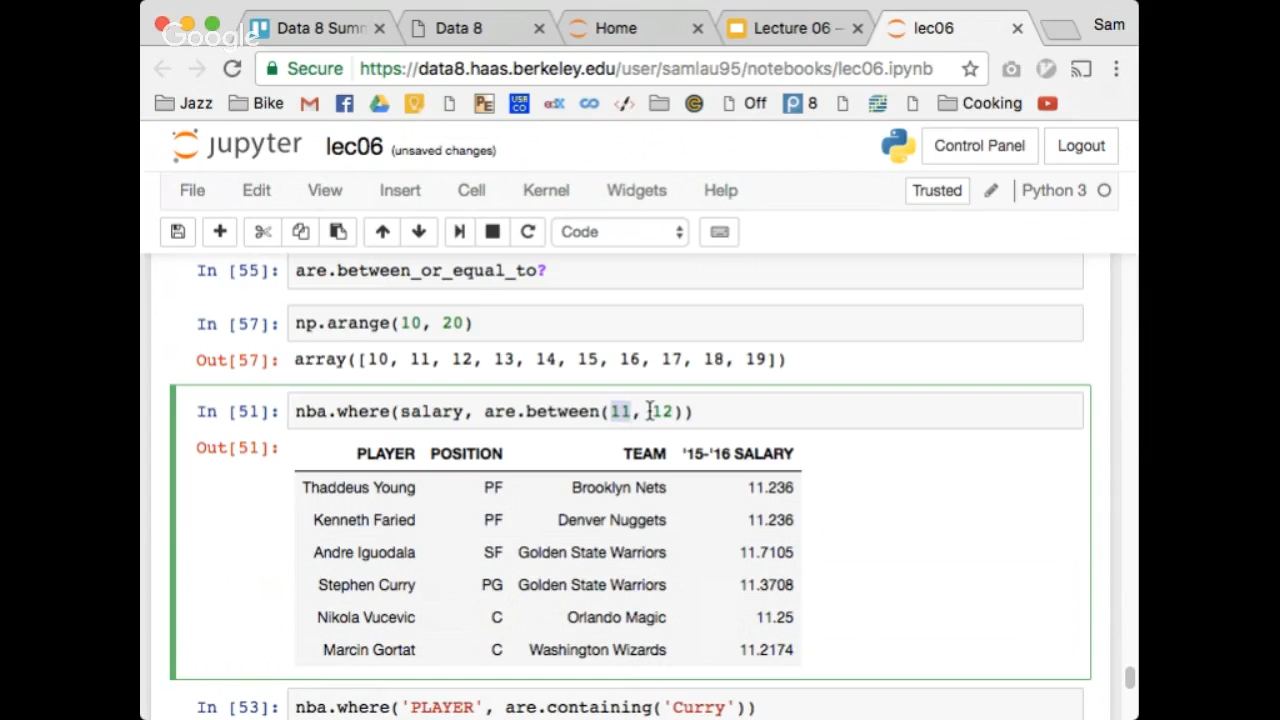 Google
Data 8 Sum
Data 8
Home
Lecture 06 –
lec06
Sam
Secure
https://data8.haas.berkeley.edu/user/samlau95/notebooks/lec06.ipynb
Jazz
Bike
Off
8
Cooking
jupyter
lec06 (unsaved changes)
Control Panel
Logout
File Edit View Insert Cell Kernel Widgets Help
Trusted
Python 3
Code
In [55]: are.between_or_equal_to?
In [57]: np.arange(10, 20)
Out[57]: array([10, 11, 12, 13, 14, 15, 16, 17, 18, 19])
In [51]: nba.where(salary, are.between(11, 12))
Out[51]: PLAYER POSITION TEAM '15-'16 SALARY
Thaddeus Young PF Brooklyn Nets 11.236
Kenneth Faried PF Denver Nuggets 11.236
Andre Iguodala SF Golden State Warriors 11.7105
Stephen Curry PG Golden State Warriors 11.3708
Nikola Vucevic C Orlando Magic 11.25
Marcin Gortat C Washington Wizards 11.2174
In [53]: nba.where('PLAYER', are.containing('Curry'))